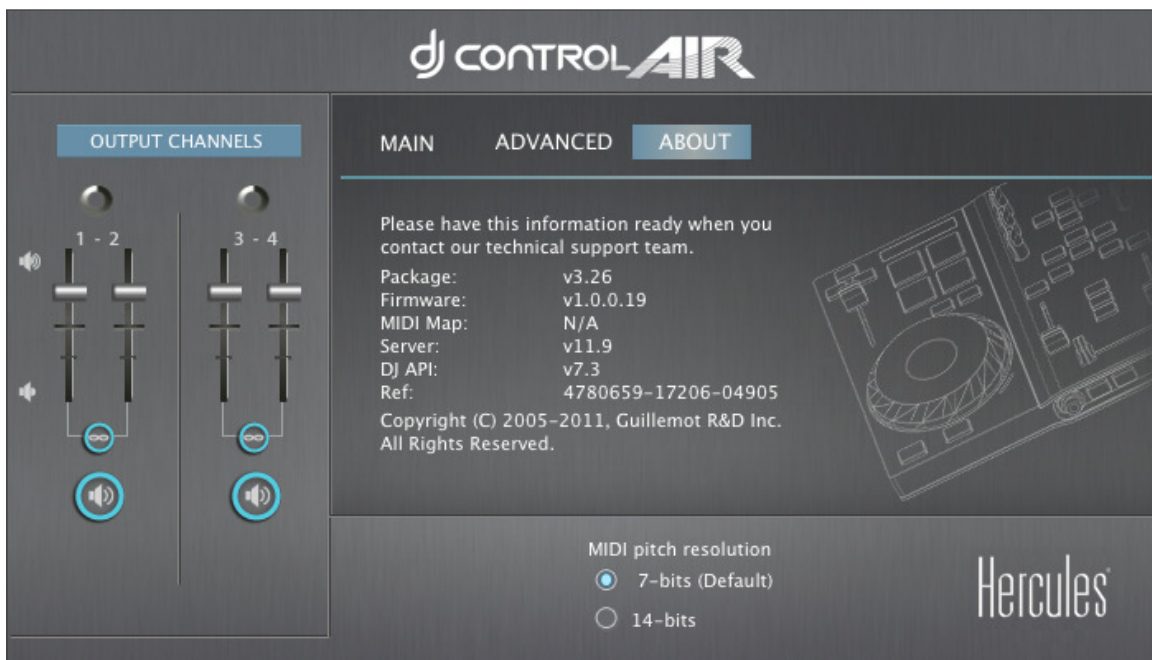 dj CONTROL AIR
OUTPUT CHANNELS
1 - 2
3 - 4
MAIN
ADVANCED
ABOUT
Please have this information ready when you
contact our technical support team.
Package: v3.26
Firmware: v1.0.0.19
MIDI Map: N/A
Server: v11.9
DJ API: v7.3
Ref: 4780659-17206-04905
Copyright (C) 2005-2011, Guillemot R&D Inc.
All Rights Reserved.
MIDI pitch resolution
7-bits (Default)
14-bits
Hercules